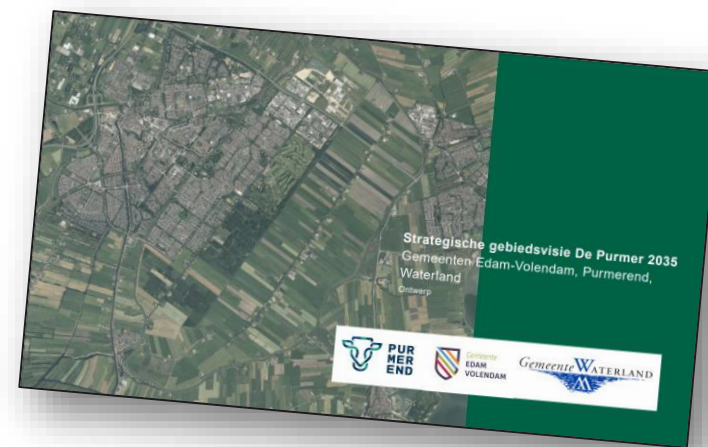 Strategische gebiedsvisie De Purmer 2035
Gemeenten Edam-Volendam, Purmerend,
Waterland
Ontwerp
PUR
MER
END
Gemeente
EDAM
VOLENDAM
Gemeente WATERLAND